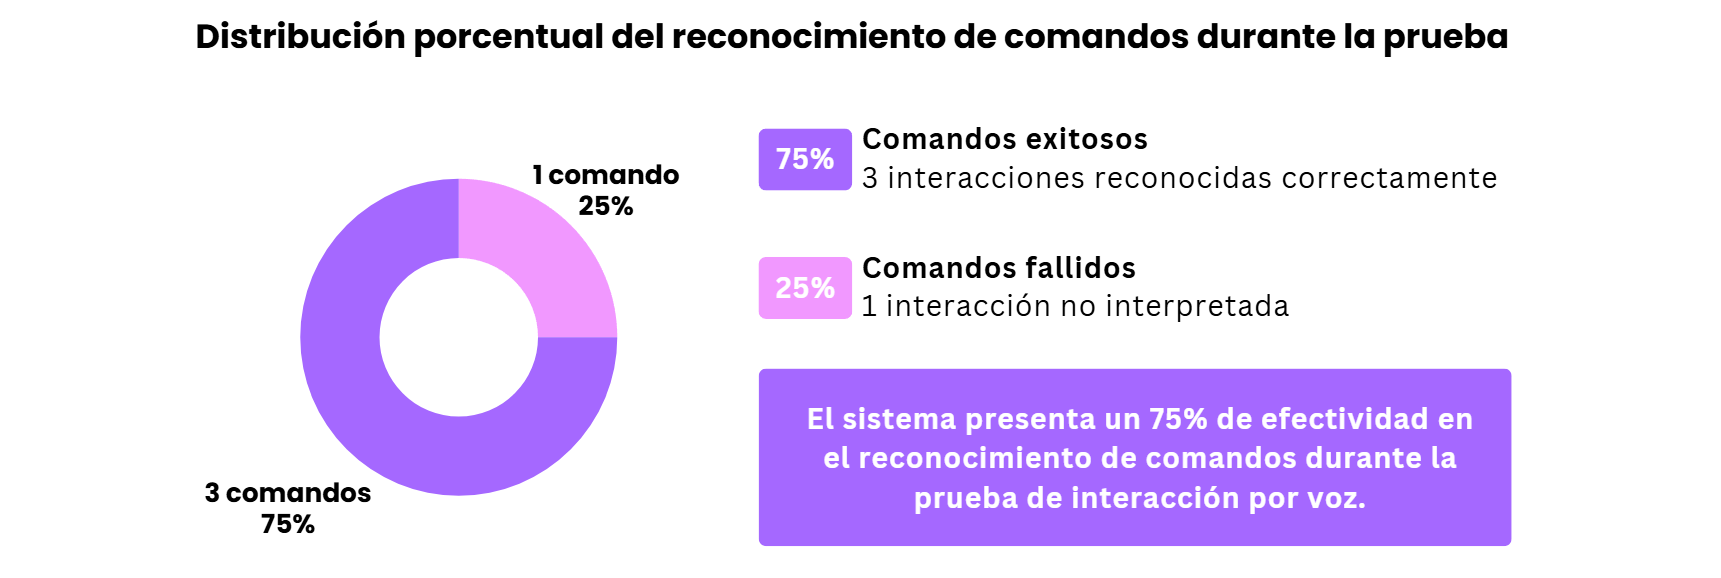 Distribución porcentual del reconocimiento de comandos durante la prueba
1 comando
25%
3 comandos
75%
75%
Comandos exitosos
3 interacciones reconocidas correctamente
25%
Comandos fallidos
1 interacción no interpretada
El sistema presenta un 75% de efectividad en
el reconocimiento de comandos durante la
prueba de interacción por voz.